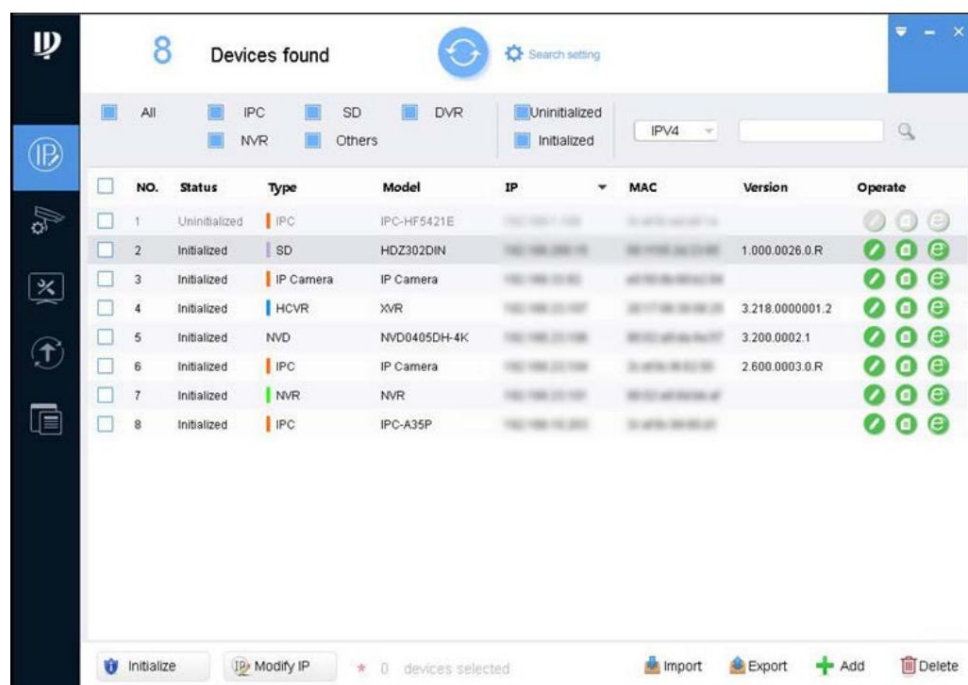 8 Devices found Search setting
All IPC SD DVR Uninitialized
NVR Others Initialized IPV4
NO. Status Type Model IP MAC Version Operate
1 Uninitialized IPC IPC-HF5421E
2 Initialized SD HDZ302DIN 1.000.0026.0.R
3 Initialized IP Camera IP Camera
4 Initialized HCVR XVR 3.218.0000001.2
5 Initialized NVD NVD0405DH-4K 3.200.0002.1
6 Initialized IPC IP Camera 2.600.0003.0.R
7 Initialized NVR NVR
8 Initialized IPC IPC-A35P
Initialize IP Modify IP * 0 devices selected Import Export Add Delete